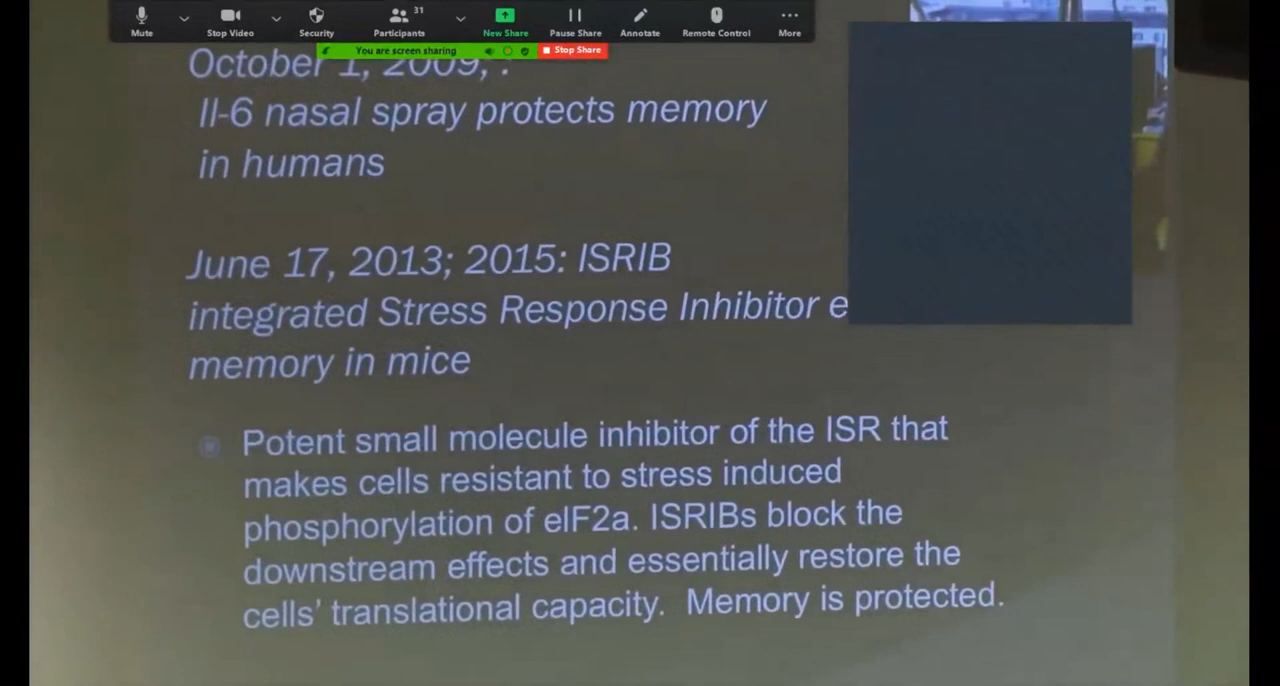 31
Mute
Stop Video
Security
Participants
New Share
Pause Share
Annotate
Remote Control
More
You are screen sharing
Stop Share
October 1, 2009, .
Il-6 nasal spray protects memory
in humans
June 17, 2013; 2015: ISRIB
integrated Stress Response Inhibitor e
memory in mice
Potent small molecule inhibitor of the ISR that
makes cells resistant to stress induced
phosphorylation of eIF2a. ISRIBs block the
downstream effects and essentially restore the
cells' translational capacity. Memory is protected.